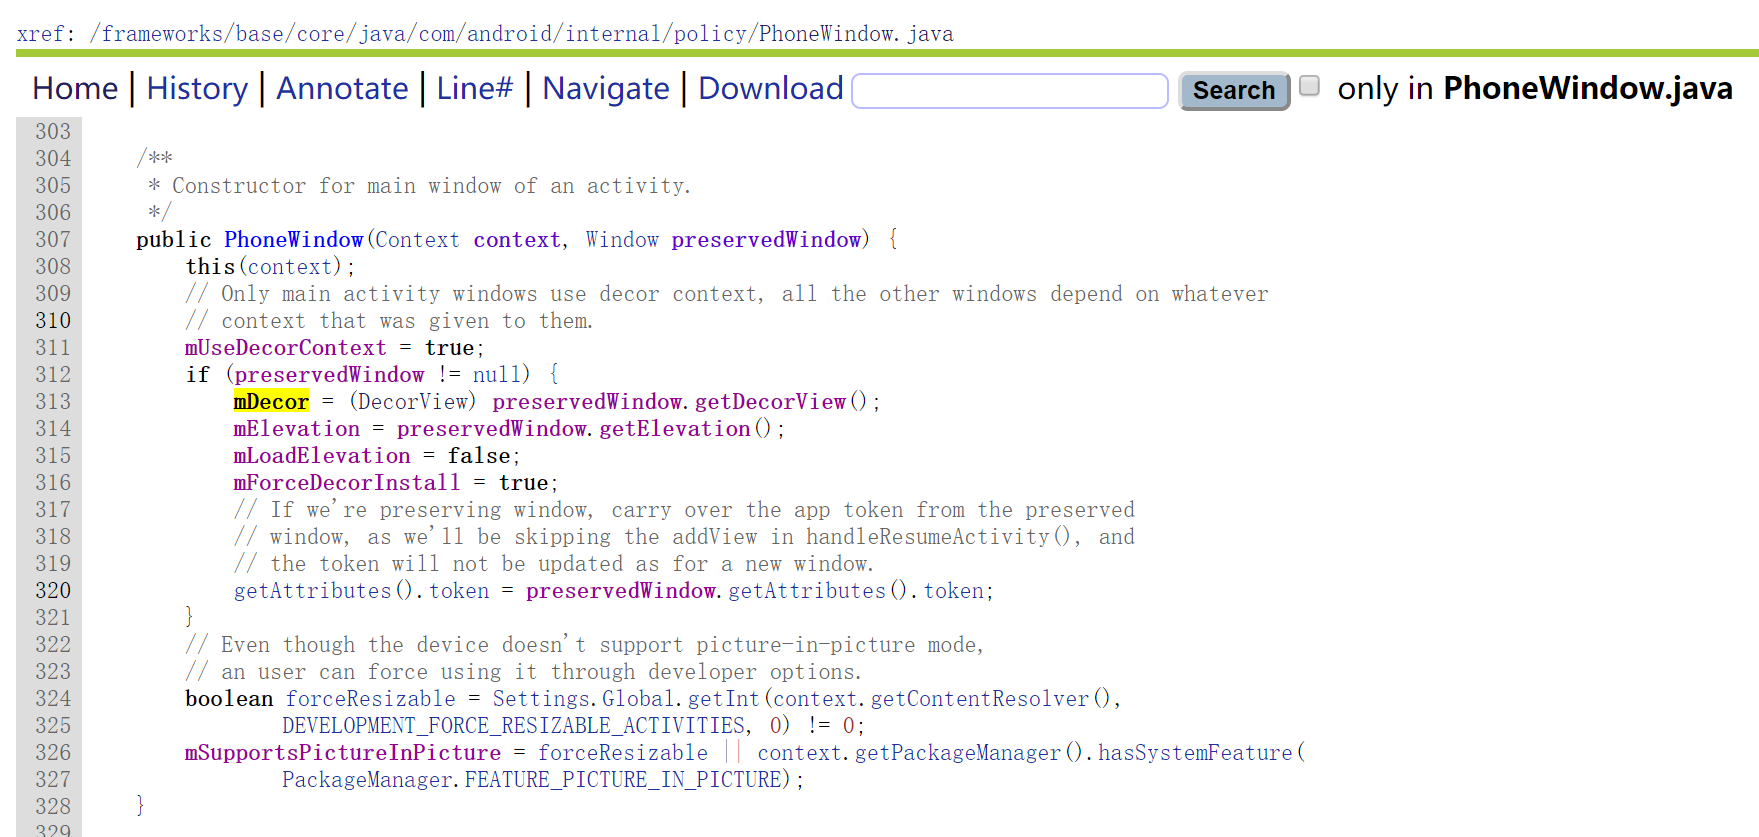 xref: /frameworks/base/core/java/com/android/internal/policy/PhoneWindow.java
Home | History | Annotate | Line# | Navigate | Download Search only in PhoneWindow.java
303
304 /**
305 * Constructor for main window of an activity.
306 */
307 public PhoneWindow(Context context, Window preservedWindow) {
308 this(context);
309 // Only main activity windows use decor context, all the other windows depend on whatever
310 // context that was given to them.
311 mUseDecorContext = true;
312 if (preservedWindow != null) {
313 mDecor = (DecorView) preservedWindow.getDecorView();
314 mElevation = preservedWindow.getElevation();
315 mLoadElevation = false;
316 mForceDecorInstall = true;
317 // If we're preserving window, carry over the app token from the preserved
318 // window, as we'll be skipping the addView in handleResumeActivity(), and
319 // the token will not be updated as for a new window.
320 getAttributes().token = preservedWindow.getAttributes().token;
321 }
322 // Even though the device doesn't support picture-in-picture mode,
323 // an user can force using it through developer options.
324 boolean forceResizable = Settings.Global.getInt(context.getContentResolver(),
325 DEVELOPMENT_FORCE_RESIZABLE_ACTIVITIES, 0) != 0;
326 mSupportsPictureInPicture = forceResizable || context.getPackageManager().hasSystemFeature(
327 PackageManager.FEATURE_PICTURE_IN_PICTURE);
328 }
329